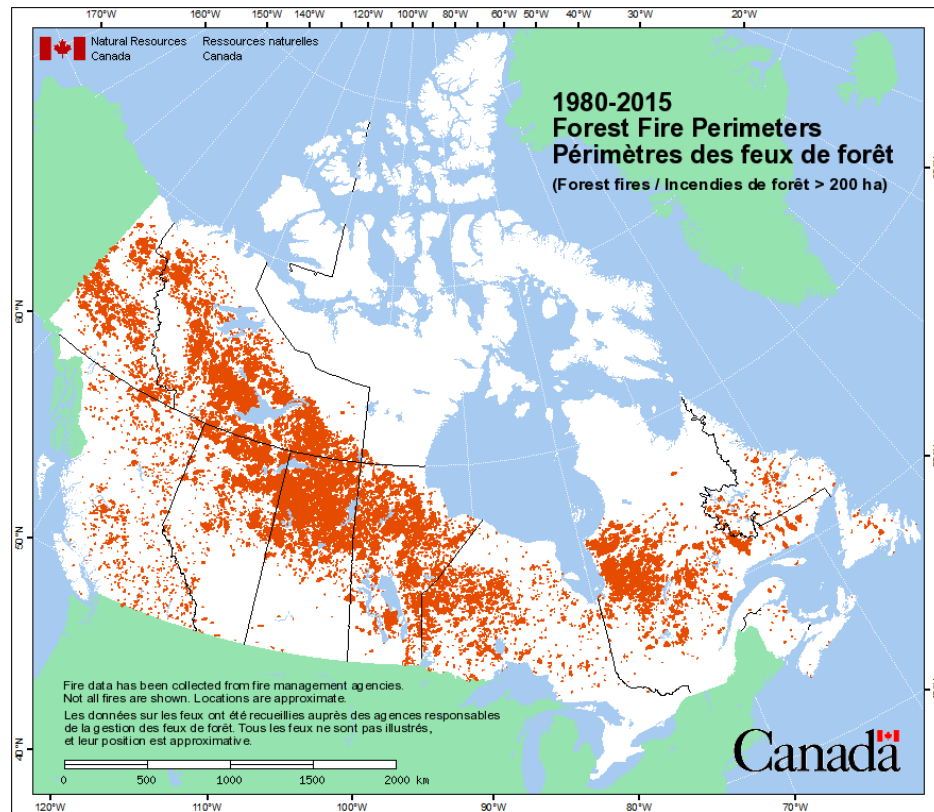 170°W 160°W 150°W 140°W 130°W 120°W 110°W 100°W 90°W 80°W 70°W 60°W 50°W 40°W 30°W 20°W
Natural Resources Ressources naturelles
Canada Canada
1980-2015
Forest Fire Perimeters
Périmètres des feux de forêt
(Forest fires / Incendies de forêt > 200 ha)
60°N
50°N
Fire data has been collected from fire management agencies.
Not all fires are shown. Locations are approximate.
Les données sur les feux ont été recueillies auprès des agences responsables
de la gestion des feux de forêt. Tous les feux ne sont pas illustrés,
et leur position est approximative.
40°N
Canada
0 500 1000 1500 2000 km
120°W 110°W 100°W 90°W 80°W 70°W